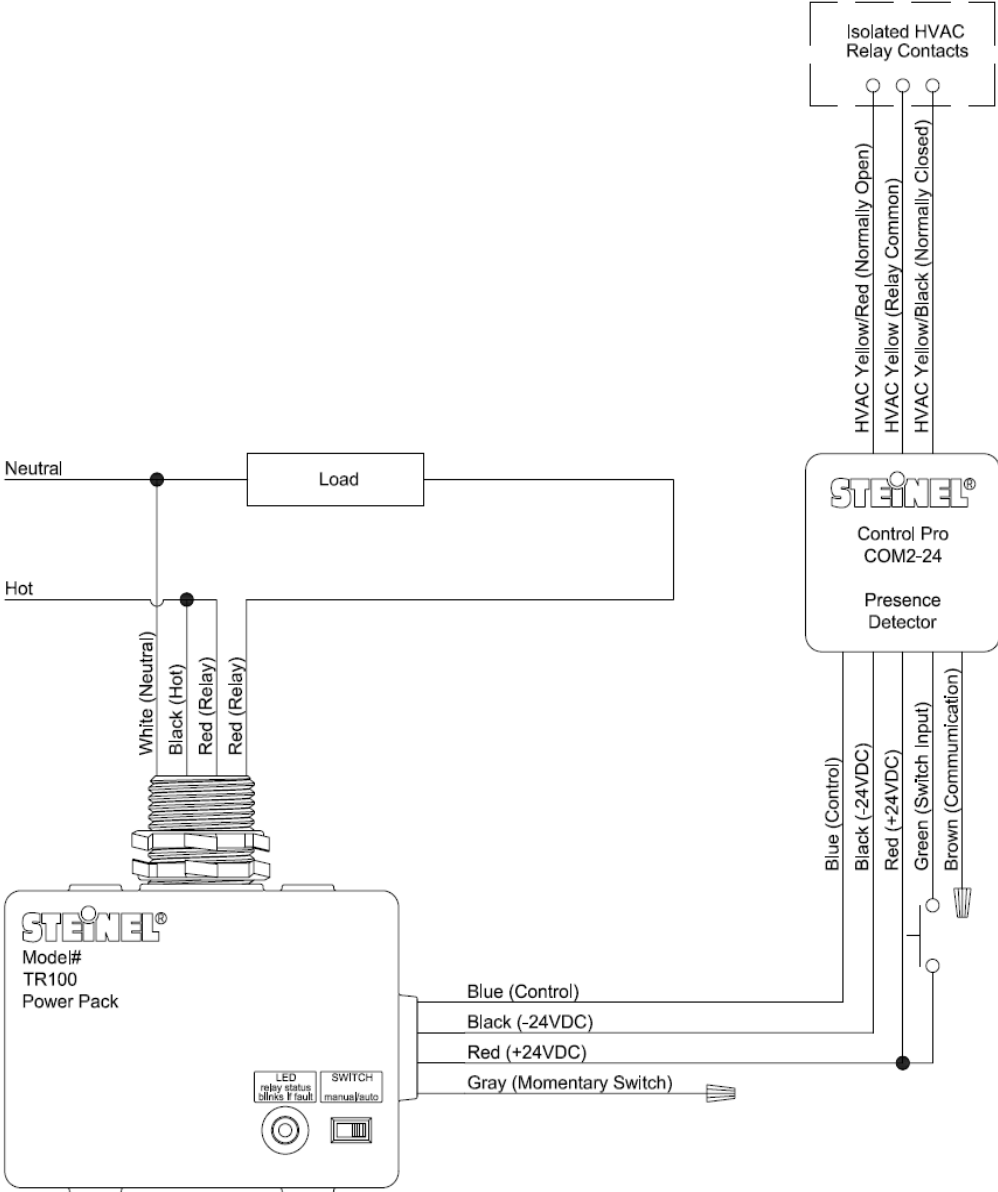 Isolated HVAC
Relay Contacts
HVAC Yellow/Red (Normally Open)
HVAC Yellow (Relay Common)
HVAC Yellow/Black (Normally Closed)
Neutral
Load
STEINEL®
Control Pro
COM2-24
Presence
Detector
Hot
White (Neutral)
Black (Hot)
Red (Relay)
Red (Relay)
Blue (Control)
Black (-24VDC)
Red (+24VDC)
Green (Switch Input)
Brown (Communication)
STEINEL®
Model#
TR100
Power Pack
Blue (Control)
Black (-24VDC)
Red (+24VDC)
Gray (Momentary Switch)
LED
relay status
blinks if fault
SWITCH
manual/auto